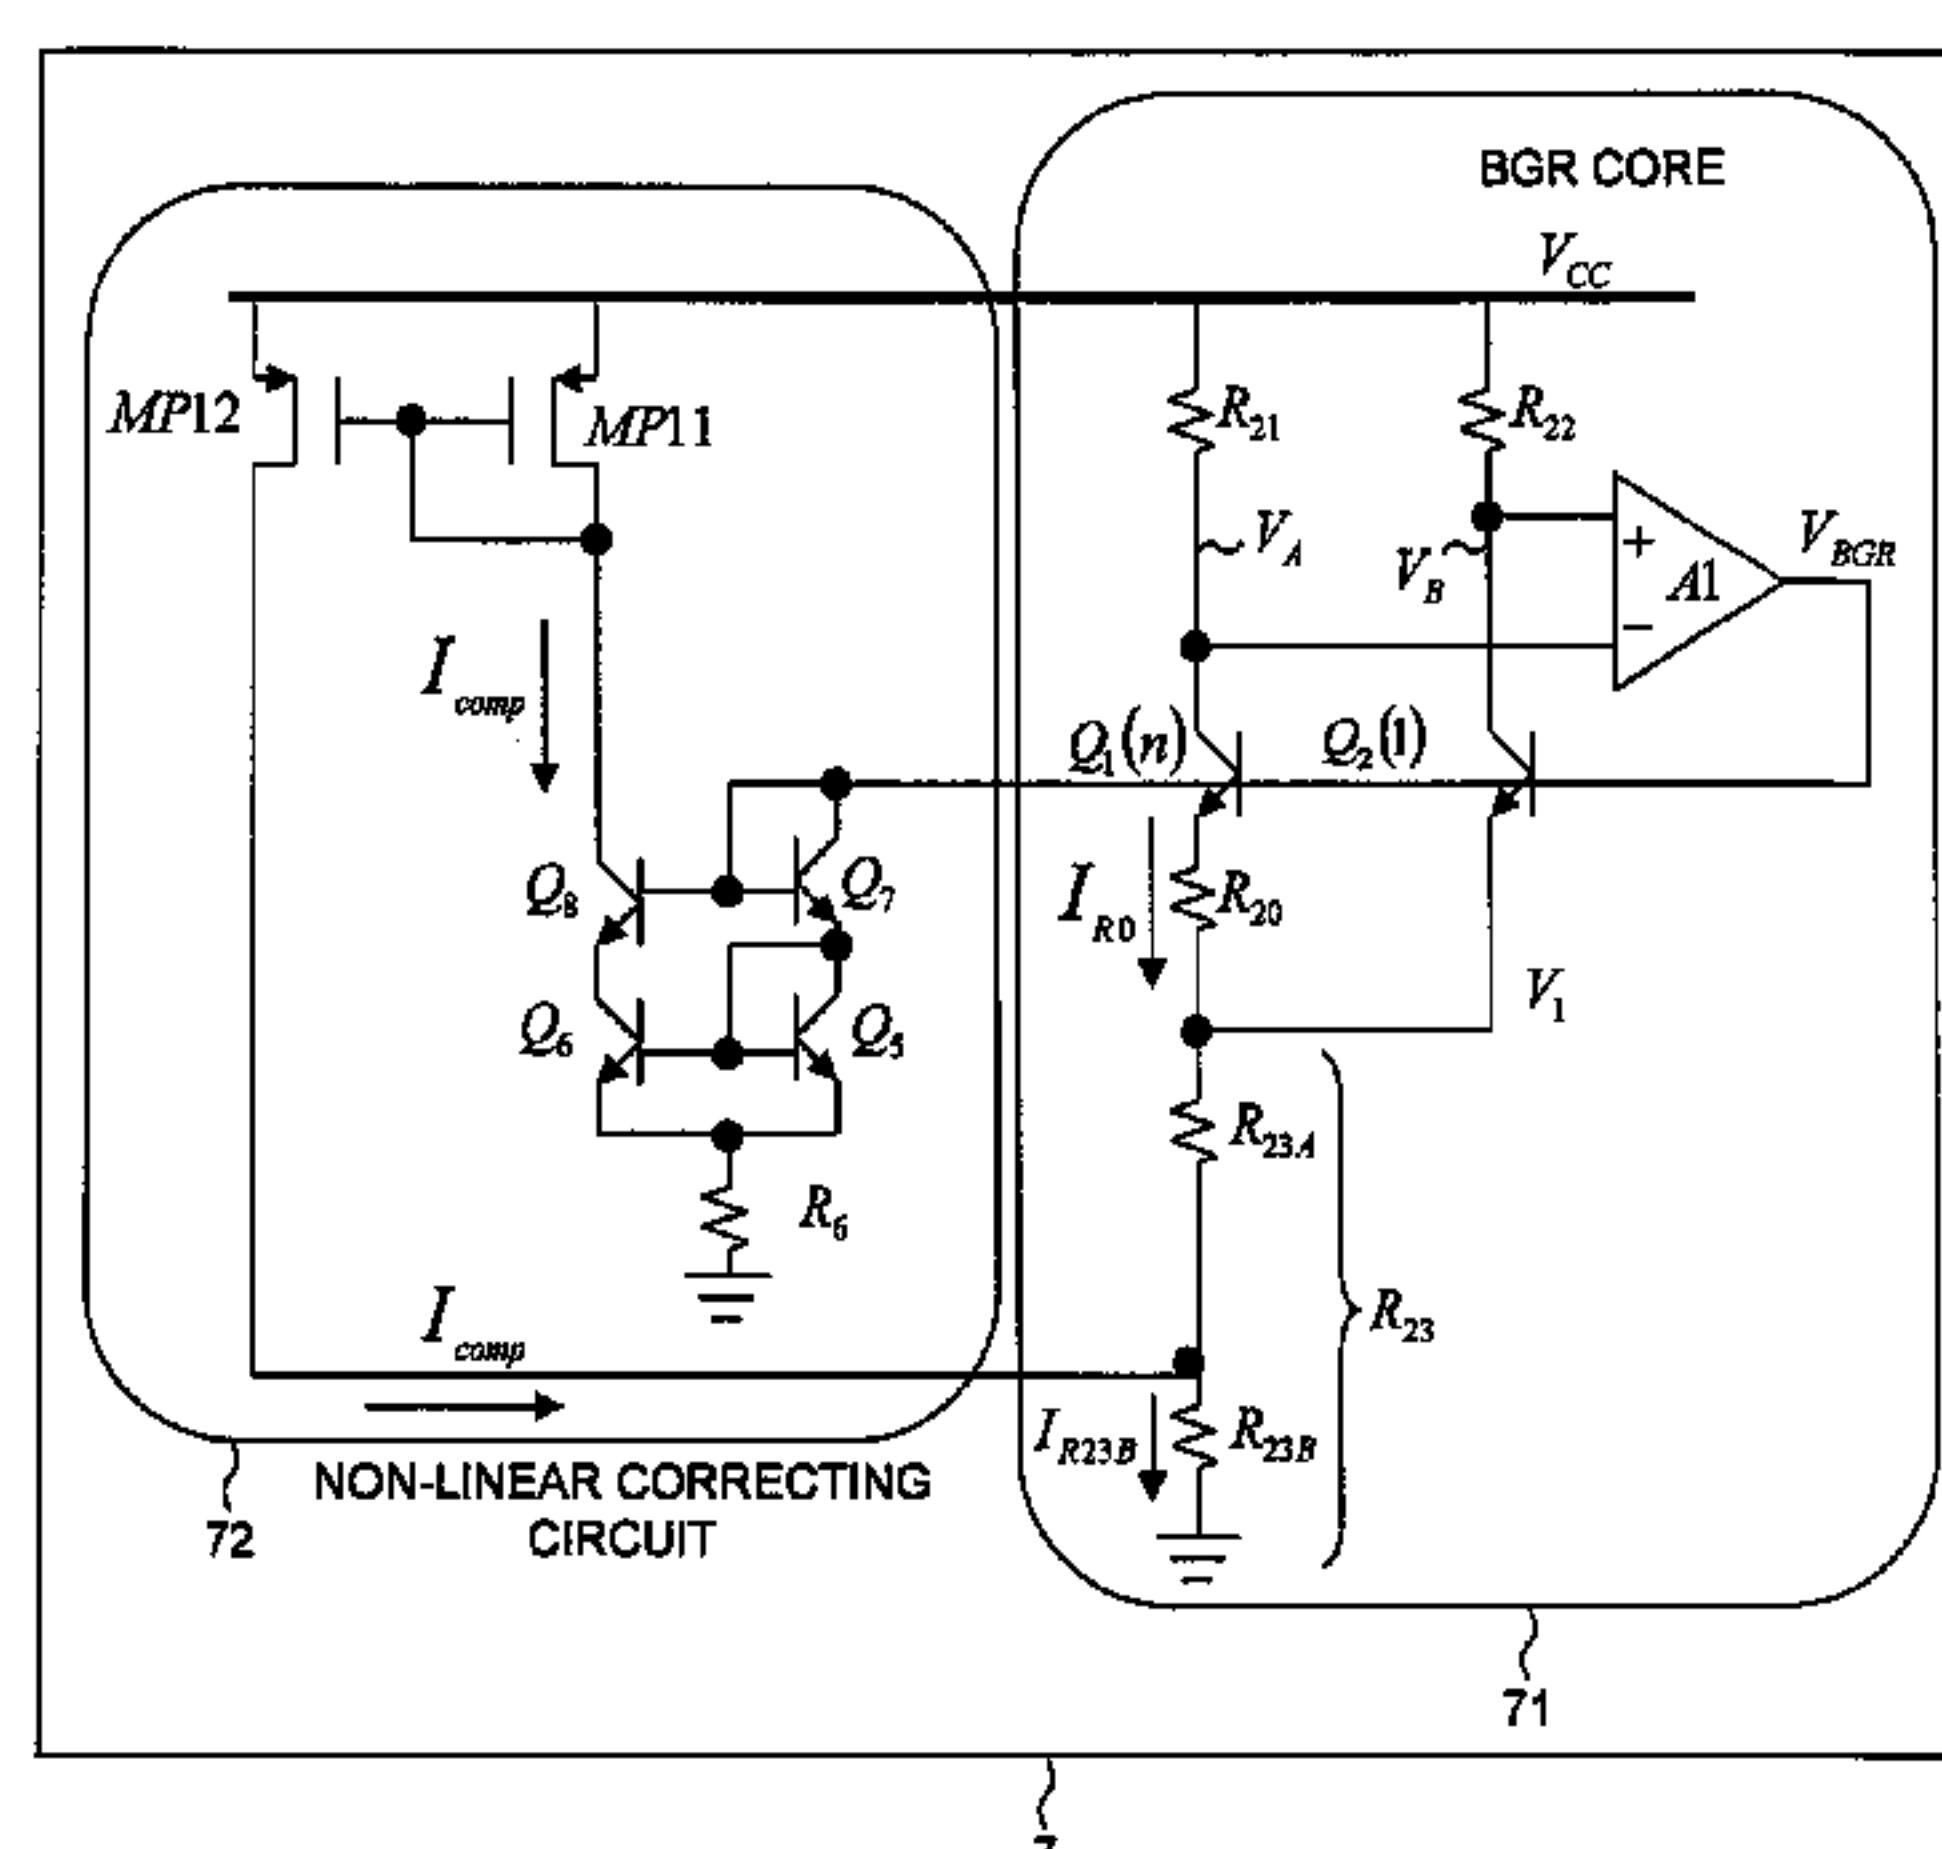 BGR CORE
V_CC
MP12
MP11
R_21
R_22
V_A
V_B
+
A1
−
V_BGR
I_comp
Q_1(n)
Q_2(1)
Q_8
Q_7
I_R0
R_20
V_1
Q_6
Q_5
R_23A
R_6
R_23
I_comp
I_R23B
R_23B
NON-LINEAR CORRECTING
CIRCUIT
72
71